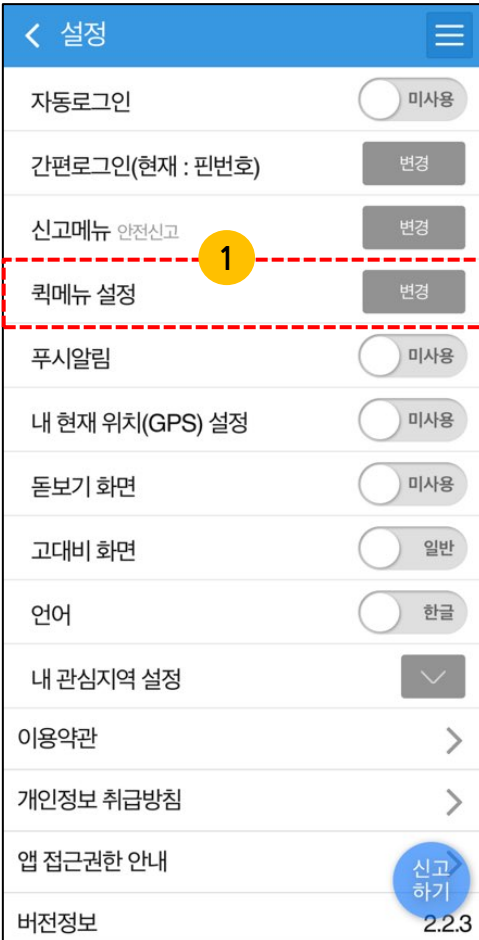 설정
자동로그인 미사용
간편로그인(현재 : 핀번호) 변경
신고메뉴 안전신고 변경
1
퀵메뉴 설정 변경
푸시알림 미사용
내 현재 위치(GPS) 설정 미사용
돋보기 화면 미사용
고대비 화면 일반
언어 한글
내 관심지역 설정
이용약관
개인정보 취급방침
앱 접근권한 안내
신고
하기
버전정보 2.2.3